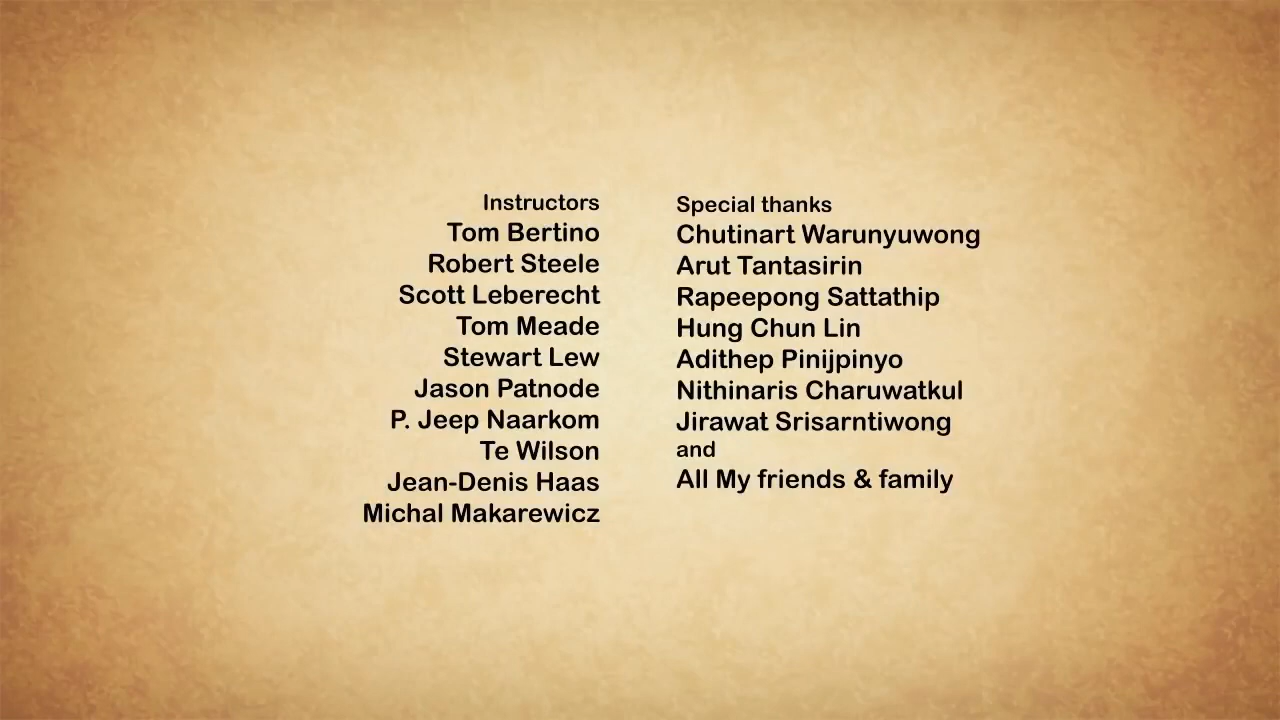 Instructors
Tom Bertino
Robert Steele
Scott Leberecht
Tom Meade
Stewart Lew
Jason Patnode
P. Jeep Naarkom
Te Wilson
Jean-Denis Haas
Michal Makarewicz
Special thanks
Chutinart Warunyuwong
Arut Tantasirin
Rapeepong Sattathip
Hung Chun Lin
Adithep Pinijpinyo
Nithinaris Charuwatkul
Jirawat Srisarntiwong
and
All My friends & family